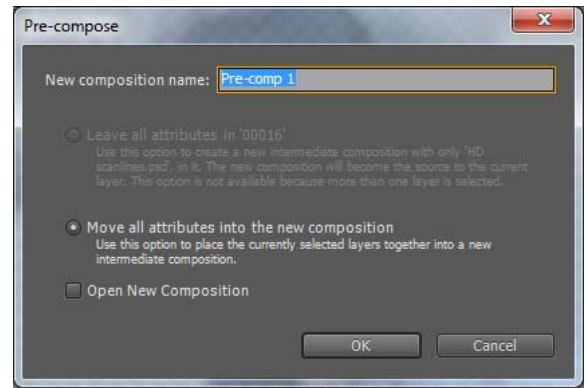 Pre-compose
New composition name: Pre-comp 1
Leave all attributes in '00016'
Use this option to create a new intermediate composition with only 'HD
scanlines.psd', in it. The new composition will become the source to the current
layer. This option is not available because more than one layer is selected.
Move all attributes into the new composition
Use this option to place the currently selected layers together into a new
intermediate composition.
Open New Composition
OK Cancel